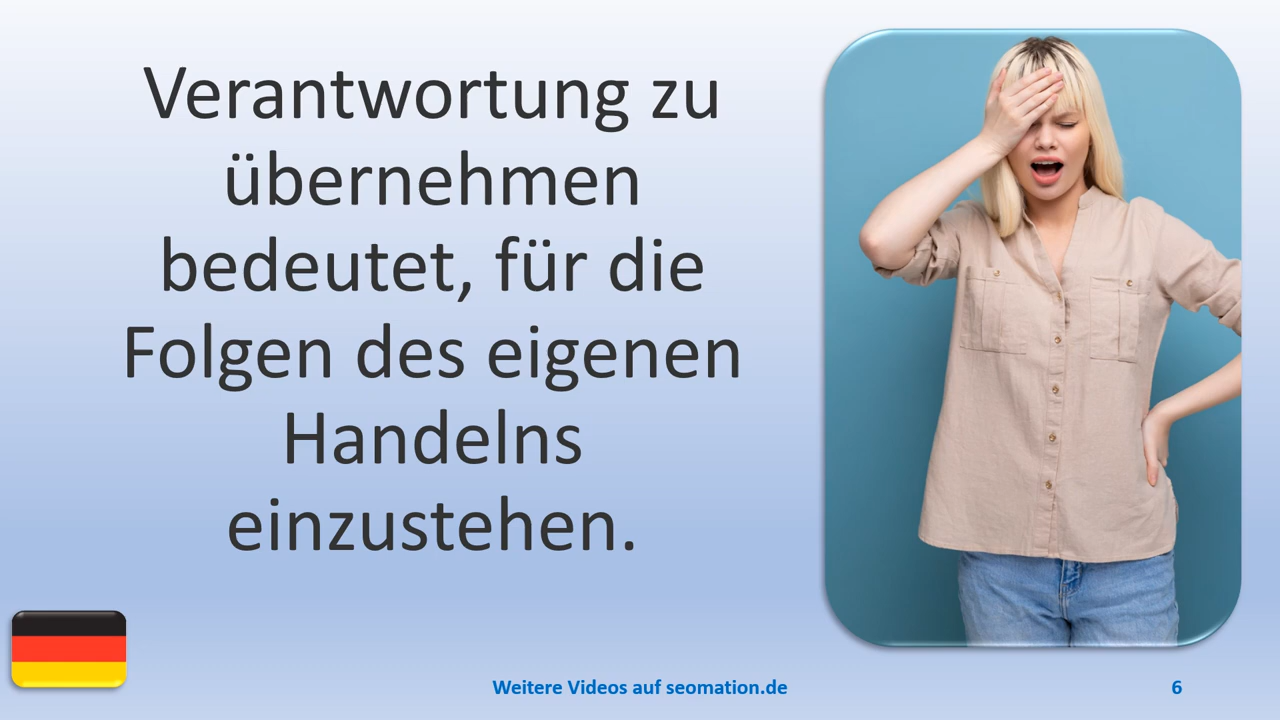 Verantwortung zu
übernehmen
bedeutet, für die
Folgen des eigenen
Handelns
einzustehen.
Weitere Videos auf seomation.de
6